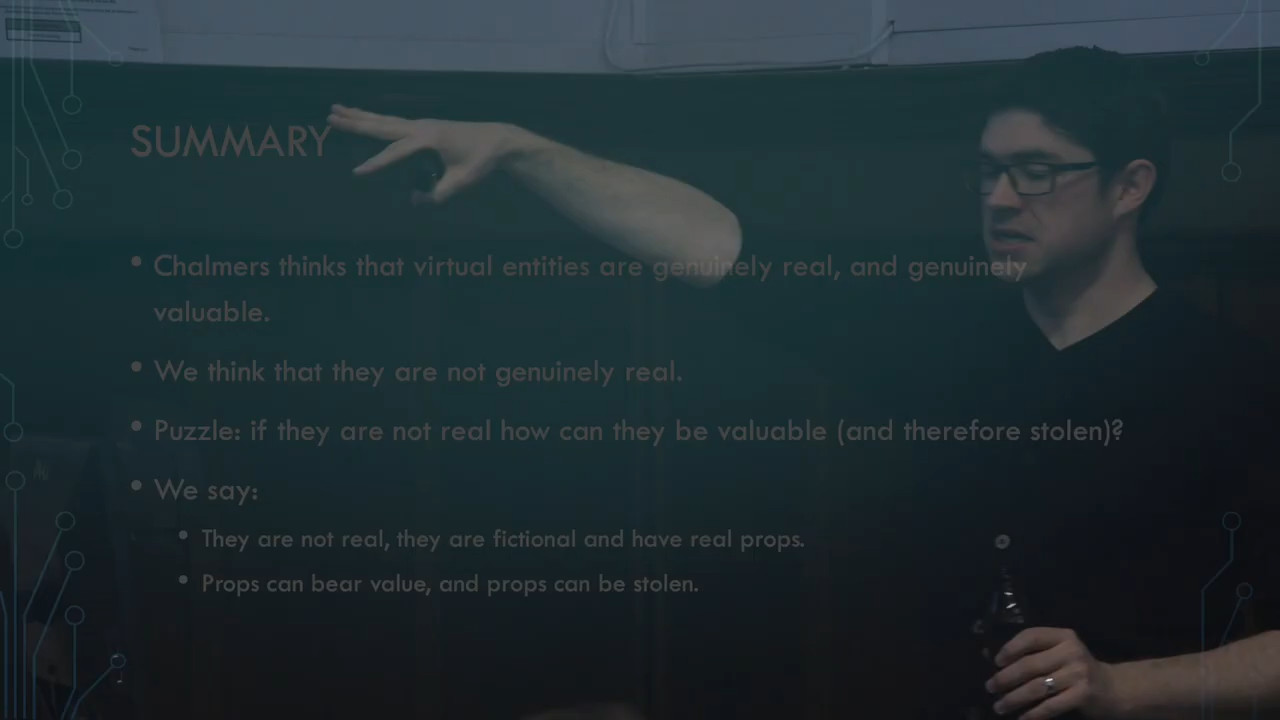 SUMMARY
• Chalmers thinks that virtual entities are genuinely real, and genuinely
valuable.
• We think that they are not genuinely real.
• Puzzle: if they are not real how can they be valuable (and therefore stolen)?
• We say:
• They are not real, they are fictional and have real props.
• Props can bear value, and props can be stolen.